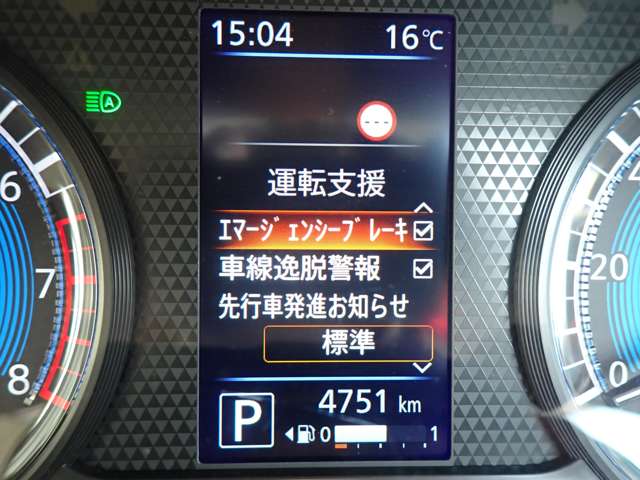 15:04 16℃
A
---
運転支援
ｴﾏｰｼﾞｪﾝｼｰﾌﾞﾚｰｷ
車線逸脱警報
先行車発進お知らせ
標準
P 4751 km
0 1
6
7
8
20
0